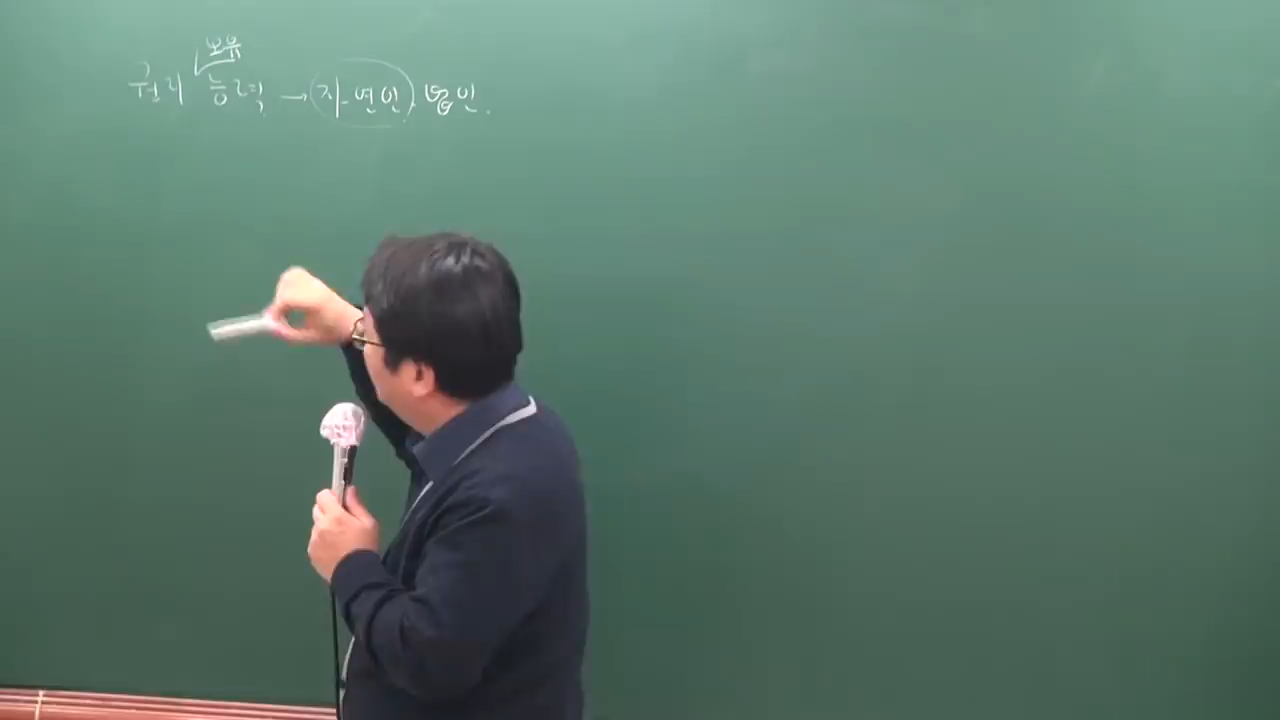 보유
권리 능력 → 자연인, 법인.